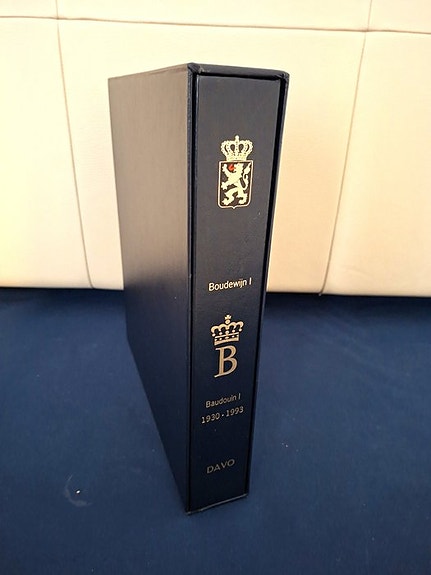 Boudewijn I
B
Baudouin I
1930 - 1993
DAVO